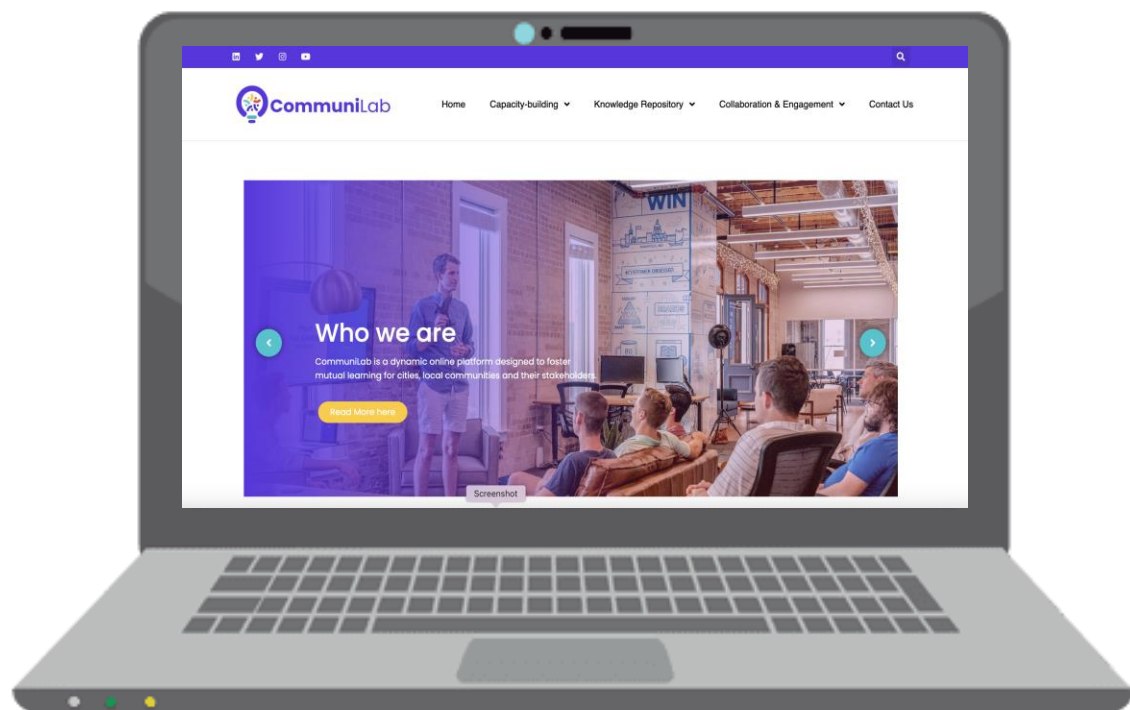 CommuniLab
Home Capacity-building Knowledge Repository Collaboration & Engagement Contact Us
WIN
Who we are
CommuniLab is a dynamic online platform designed to foster
mutual learning for cities, local communities and their stakeholders.
Read More here
Screenshot